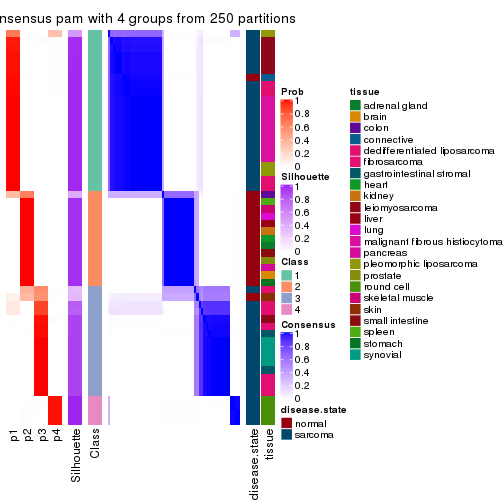 nsensus pam with 4 groups from 250 partitions
Prob
1
0.8
0.6
0.4
0.2
0
Silhouette
1
0.8
0.6
0.4
0.2
0
Class
1
2
3
4
Consensus
1
0.8
0.6
0.4
0.2
0
disease.state
normal
sarcoma
tissue
adrenal gland
brain
colon
connective
dedifferentiated liposarcoma
fibrosarcoma
gastrointestinal stromal
heart
kidney
leiomyosarcoma
liver
lung
malignant fibrous histiocytoma
pancreas
pleomorphic liposarcoma
prostate
round cell
skeletal muscle
skin
small intestine
spleen
stomach
synovial
p1
p2
p3
p4
Silhouette
Class
disease.state
tissue